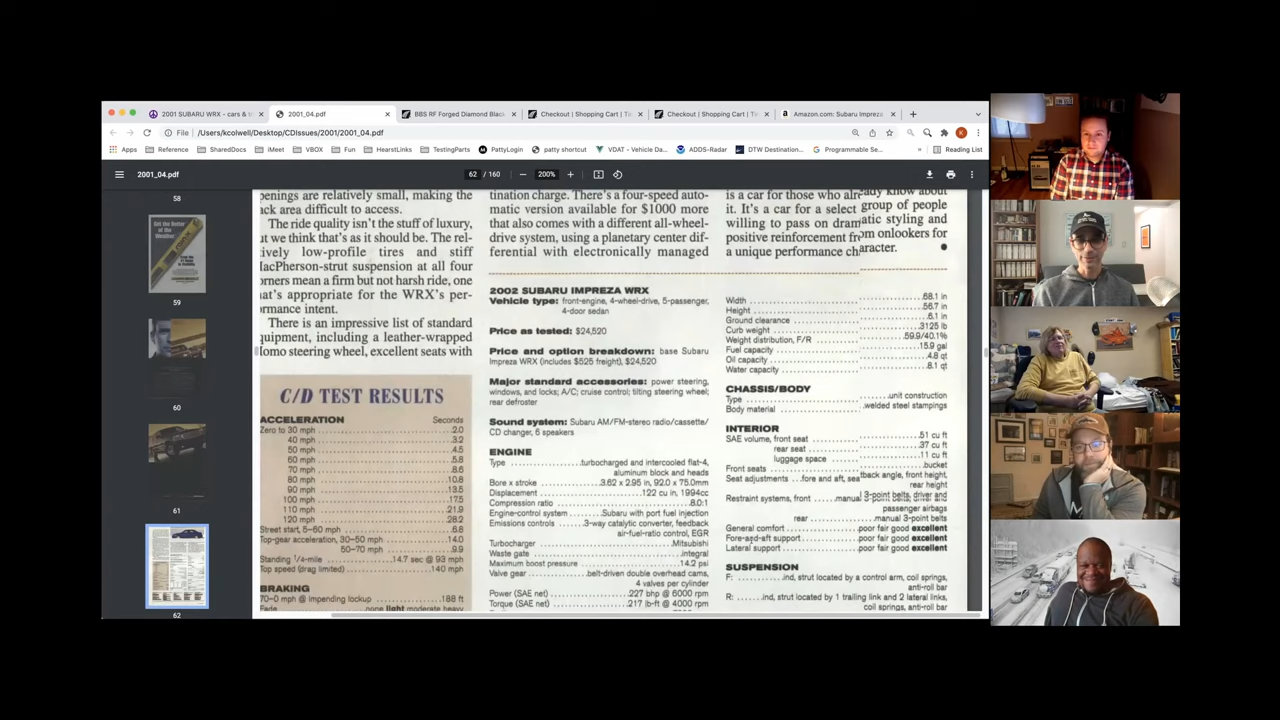 2001 SUBARU WRX - cars & t
2001_04.pdf
BBS RF Forged Diamond Blac
Checkout | Shopping Cart | Ti
Checkout | Shopping Cart | Ti
Amazon.com: Subaru Impreza
File | /Users/kcolwell/Desktop/CDIssues/2001/2001_04.pdf
K
Apps Reference SharedDocs iMeet VBOX Fun HearstLinks TestingParts PattyLogin patty shortcut VDAT - Vehicle Da... ADDS-Radar DTW Destination... Programmable Se... » Reading List
2001_04.pdf 62 / 160 — 200% +
58
59
60
61
62
penings are relatively small, making the
ack area difficult to access.
The ride quality isn't the stuff of luxury,
ut we think that's as it should be. The rel-
tively low-profile tires and stiff
MacPherson-strut suspension at all four
orners mean a firm but not harsh ride, one
hat's appropriate for the WRX's per-
ormance intent.
There is an impressive list of standard
quipment, including a leather-wrapped
Momo steering wheel, excellent seats with
C/D TEST RESULTS
ACCELERATION Seconds
Zero to 30 mph 2.0
40 mph 3.2
50 mph 4.5
60 mph 5.8
70 mph 8.6
80 mph 10.8
90 mph 13.5
100 mph 17.5
110 mph 21.9
120 mph 28.2
Street start, 5–60 mph 6.8
Top-gear acceleration, 30–50 mph 14.0
50–70 mph 9.9
Standing 1/4-mile 14.7 sec @ 93 mph
Top speed (drag limited) 140 mph
BRAKING
70–0 mph @ impending lockup 188 ft
Fade none light moderate heavy
tination charge. There's a four-speed auto-
matic version available for $1000 more
that also comes with a different all-wheel-
drive system, using a planetary center dif-
ferential with electronically managed
2002 SUBARU IMPREZA WRX
Vehicle type: front-engine, 4-wheel-drive, 5-passenger,
4-door sedan
Price as tested: $24,520
Price and option breakdown: base Subaru
Impreza WRX (includes $525 freight), $24,520
Major standard accessories: power steering,
windows, and locks; A/C; cruise control; tilting steering wheel;
rear defroster
Sound system: Subaru AM/FM-stereo radio/cassette/
CD changer, 6 speakers
ENGINE
Type turbocharged and intercooled flat-4,
aluminum block and heads
Bore x stroke 3.62 x 2.95 in, 92.0 x 75.0mm
Displacement 122 cu in, 1994cc
Compression ratio 8.0:1
Engine-control system Subaru with port fuel injection
Emissions controls 3-way catalytic converter, feedback
air-fuel-ratio control, EGR
Turbocharger Mitsubishi
Waste gate integral
Maximum boost pressure 14.2 psi
Valve gear belt-driven double overhead cams,
4 valves per cylinder
Power (SAE net) 227 bhp @ 6000 rpm
Torque (SAE net) 217 lb-ft @ 4000 rpm
is a car for those who already know about
it. It's a car for a select group of people
willing to pass on dramatic styling and
positive reinforcement from onlookers for
a unique performance character.
Width 68.1 in
Height 56.7 in
Ground clearance 6.1 in
Curb weight 3125 lb
Weight distribution, F/R 59.9/40.1%
Fuel capacity 15.9 gal
Oil capacity 4.8 qt
Water capacity 8.1 qt
CHASSIS/BODY
Type unit construction
Body material welded steel stampings
INTERIOR
SAE volume, front seat 51 cu ft
rear seat 37 cu ft
luggage space 11 cu ft
Front seats bucket
Seat adjustments fore and aft, seatback angle, front height,
rear height
Restraint systems, front manual 3-point belts, driver and
passenger airbags
rear manual 3-point belts
General comfort poor fair good excellent
Fore-and-aft support poor fair good excellent
Lateral support poor fair good excellent
SUSPENSION
F: ind, strut located by a control arm, coil springs,
anti-roll bar
R: ind, strut located by 1 trailing link and 2 lateral links,
coil springs, anti-roll bar